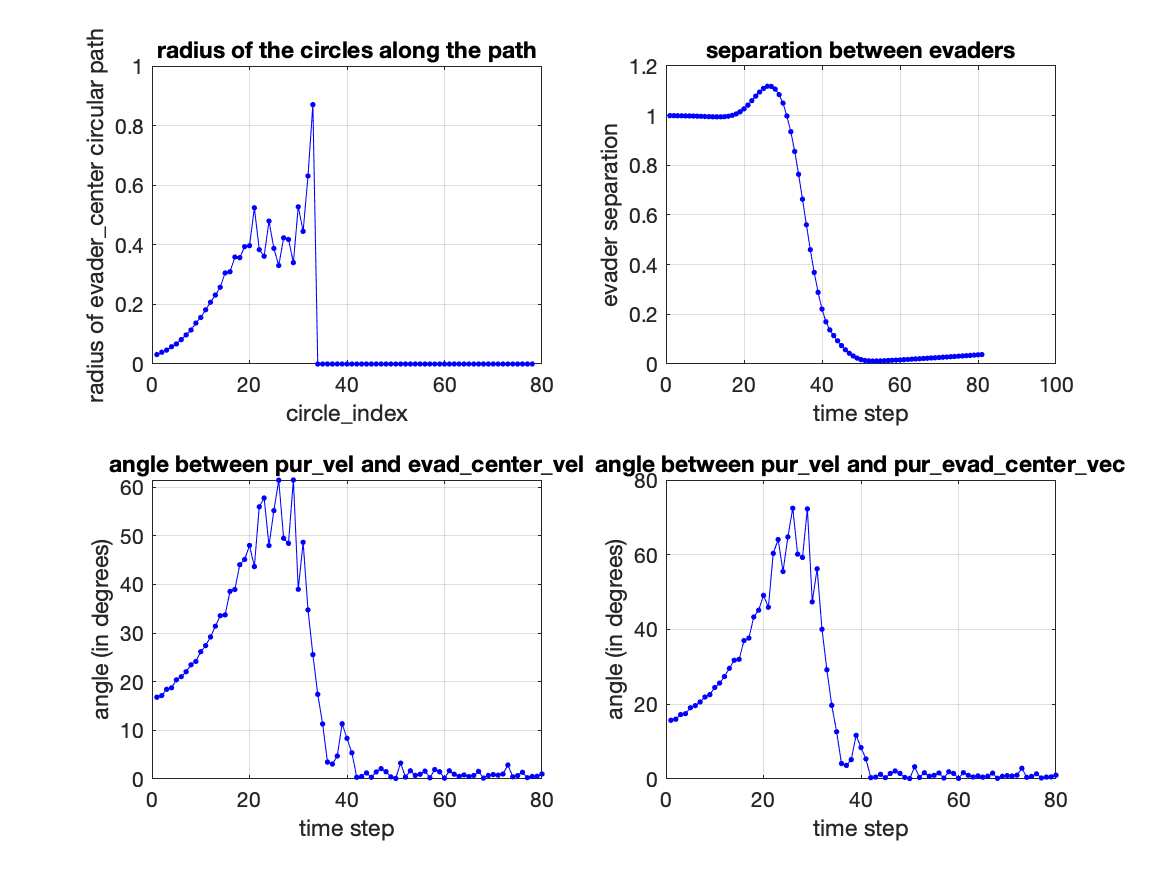 radius of the circles along the path
1
0.8
0.6
0.4
0.2
0
radius of evader_center circular path
0 20 40 60 80
circle_index
separation between evaders
1.2
1
0.8
0.6
0.4
0.2
0
evader separation
0 20 40 60 80 100
time step
angle between pur_vel and evad_center_vel
60
50
40
30
20
10
0
angle (in degrees)
0 20 40 60 80
time step
angle between pur_vel and pur_evad_center_vec
80
60
40
20
0
angle (in degrees)
0 20 40 60 80
time step